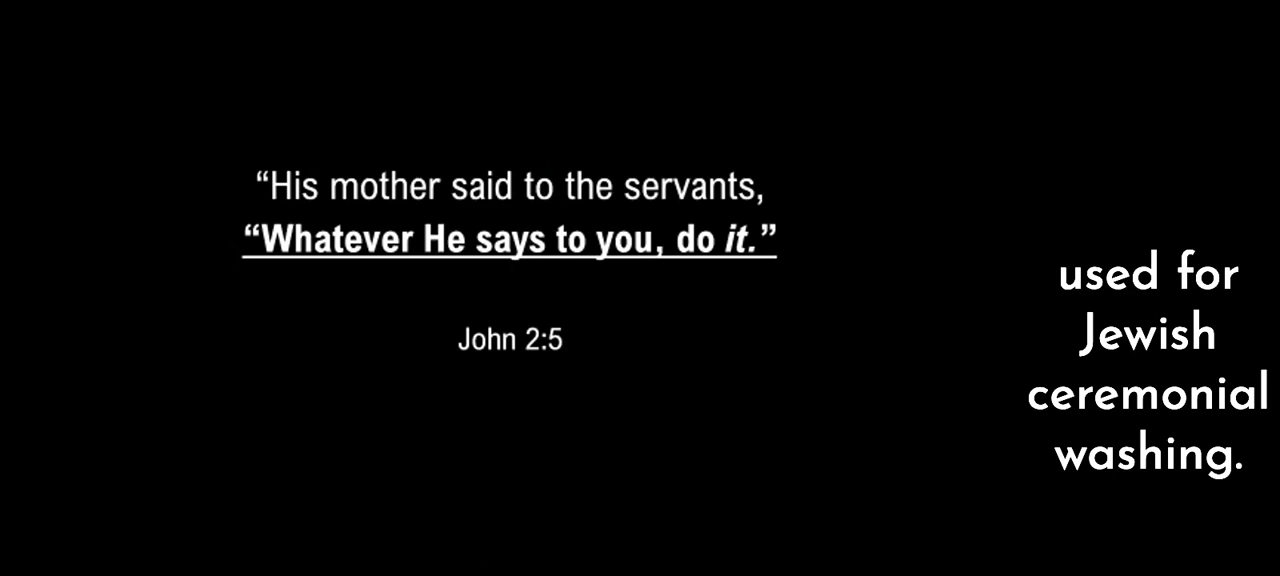 “His mother said to the servants,
“Whatever He says to you, do it.”
John 2:5
used for
Jewish
ceremonial
washing.